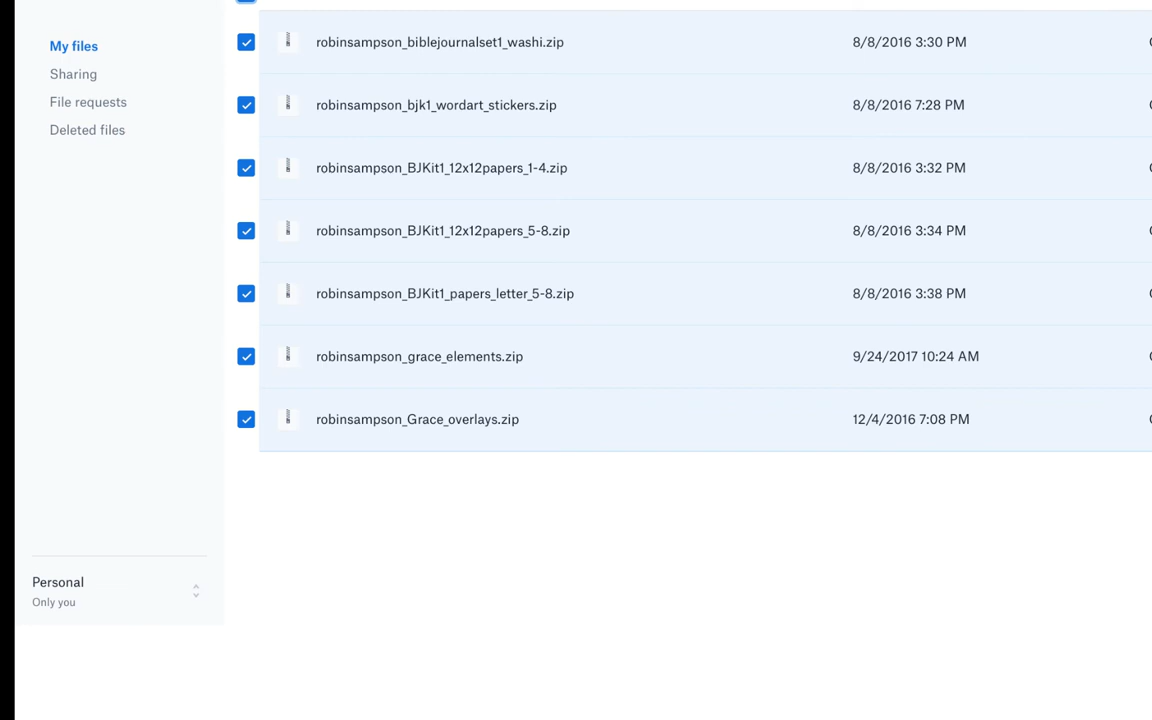 My files
Sharing
File requests
Deleted files
robinsampson_biblejournalset1_washi.zip 8/8/2016 3:30 PM
robinsampson_bjk1_wordart_stickers.zip 8/8/2016 7:28 PM
robinsampson_BJKit1_12x12papers_1-4.zip 8/8/2016 3:32 PM
robinsampson_BJKit1_12x12papers_5-8.zip 8/8/2016 3:34 PM
robinsampson_BJKit1_papers_letter_5-8.zip 8/8/2016 3:38 PM
robinsampson_grace_elements.zip 9/24/2017 10:24 AM
robinsampson_Grace_overlays.zip 12/4/2016 7:08 PM
Personal
Only you